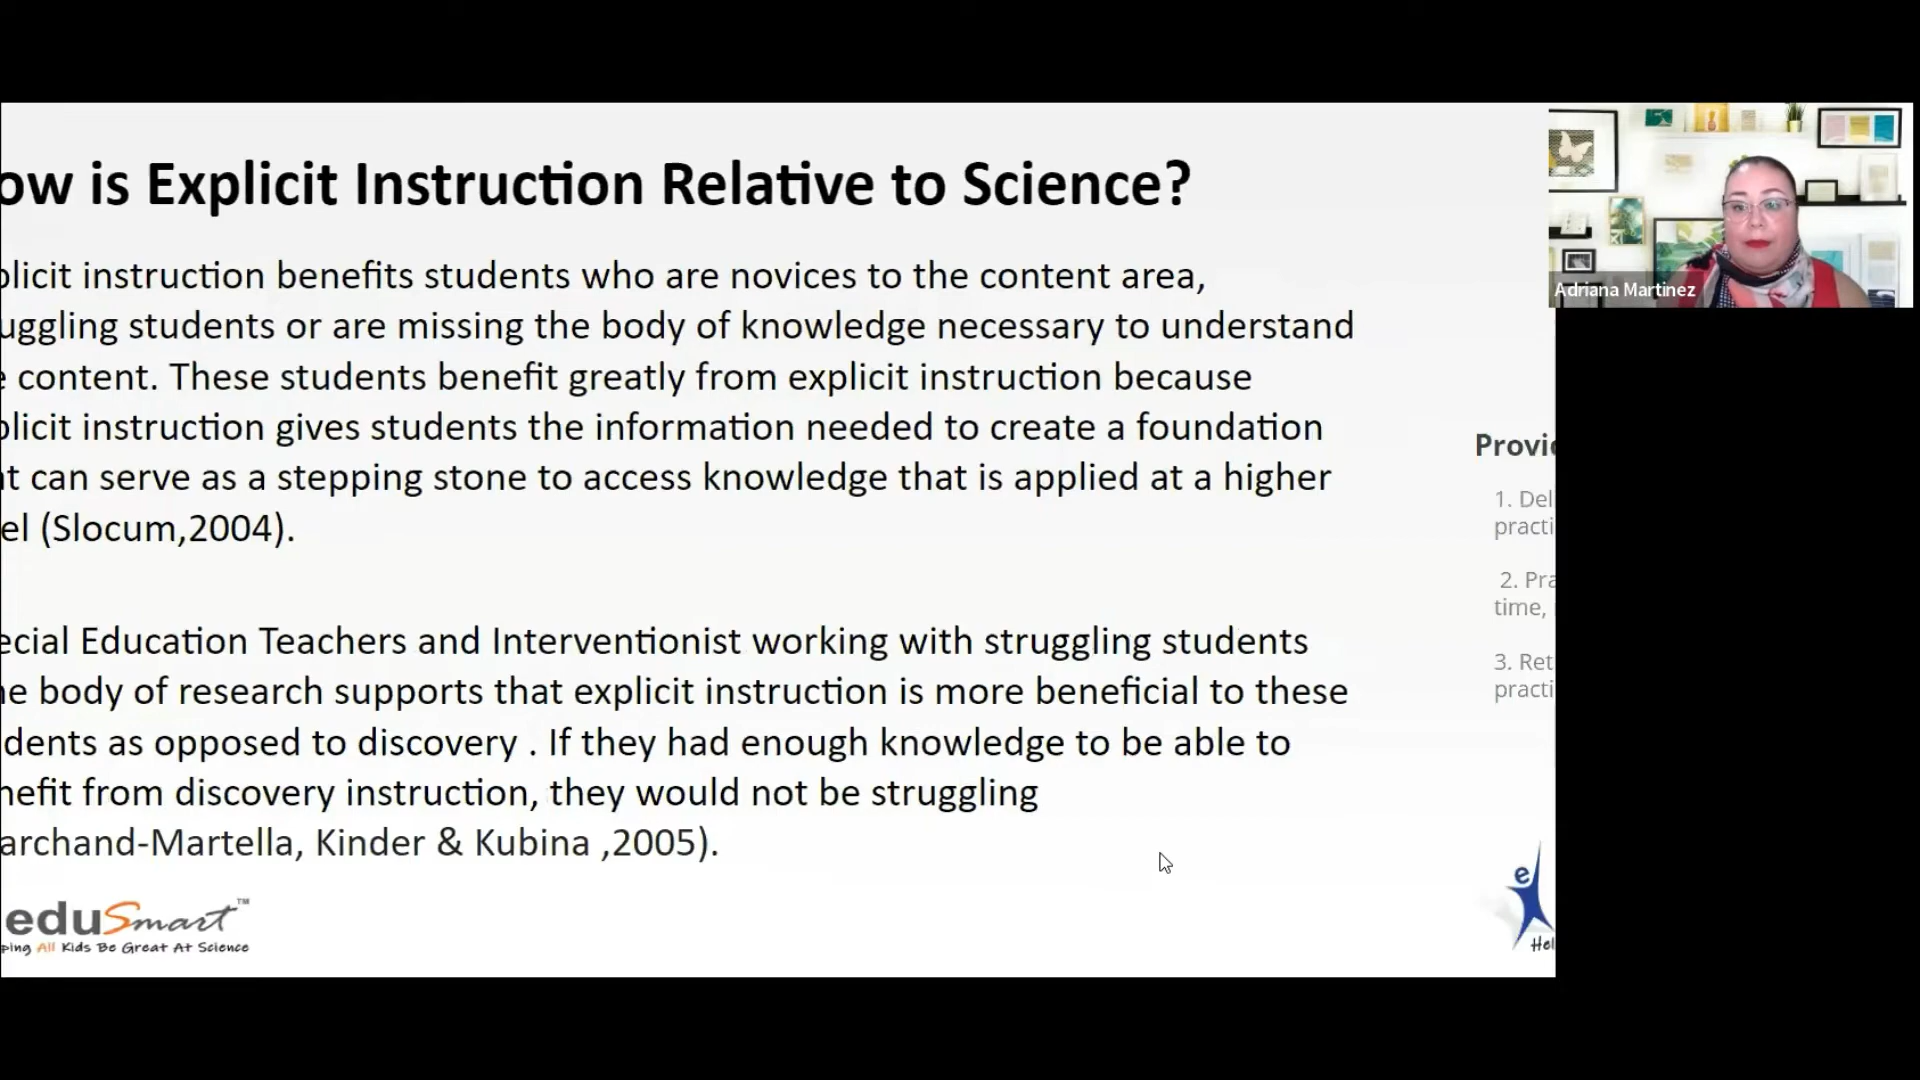 ow is Explicit Instruction Relative to Science?
plicit instruction benefits students who are novices to the content area,
uggling students or are missing the body of knowledge necessary to understand
e content. These students benefit greatly from explicit instruction because
plicit instruction gives students the information needed to create a foundation
at can serve as a stepping stone to access knowledge that is applied at a higher
el (Slocum,2004).
ecial Education Teachers and Interventionist working with struggling students
he body of research supports that explicit instruction is more beneficial to these
dents as opposed to discovery . If they had enough knowledge to be able to
nefit from discovery instruction, they would not be struggling
archand-Martella, Kinder & Kubina ,2005).
eduSmart™
ping All Kids Be Great At Science
Provi
1. Del
practi
2. Pra
time,
3. Ret
practi
e
Hel
Adriana Martinez